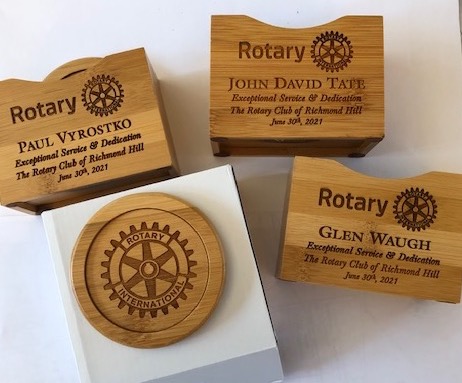 Rotary
JOHN DAVID TATE
Exceptional Service & Dedication
The Rotary Club of Richmond Hill
June 30th, 2021
Rotary
PAUL VYROSTKO
Exceptional Service & Dedication
The Rotary Club of Richmond Hill
June 30th, 2021
Rotary
GLEN WAUGH
Exceptional Service & Dedication
The Rotary Club of Richmond Hill
June 30th, 2021
ROTARY
INTERNATIONAL